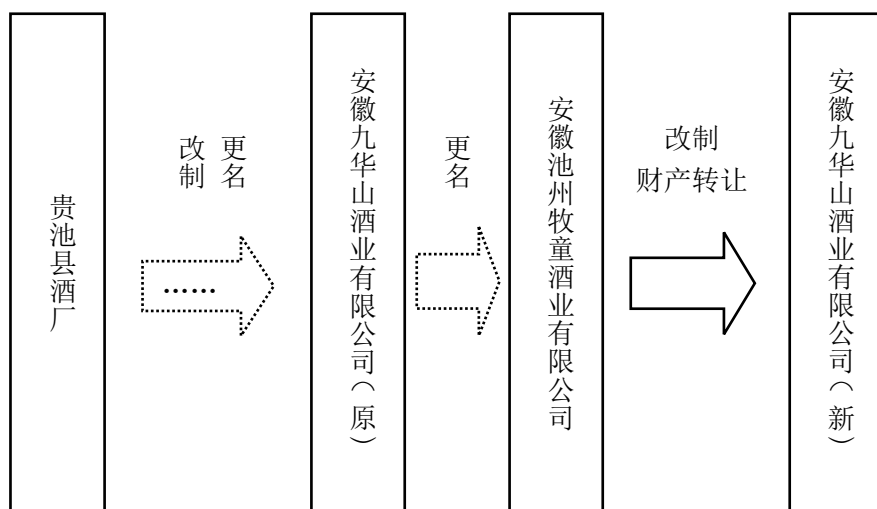 贵池县酒厂
更名
改制
……
安徽九华山酒业有限公司（原）
更名
安徽池州牧童酒业有限公司
改制
财产转让
安徽九华山酒业有限公司（新）